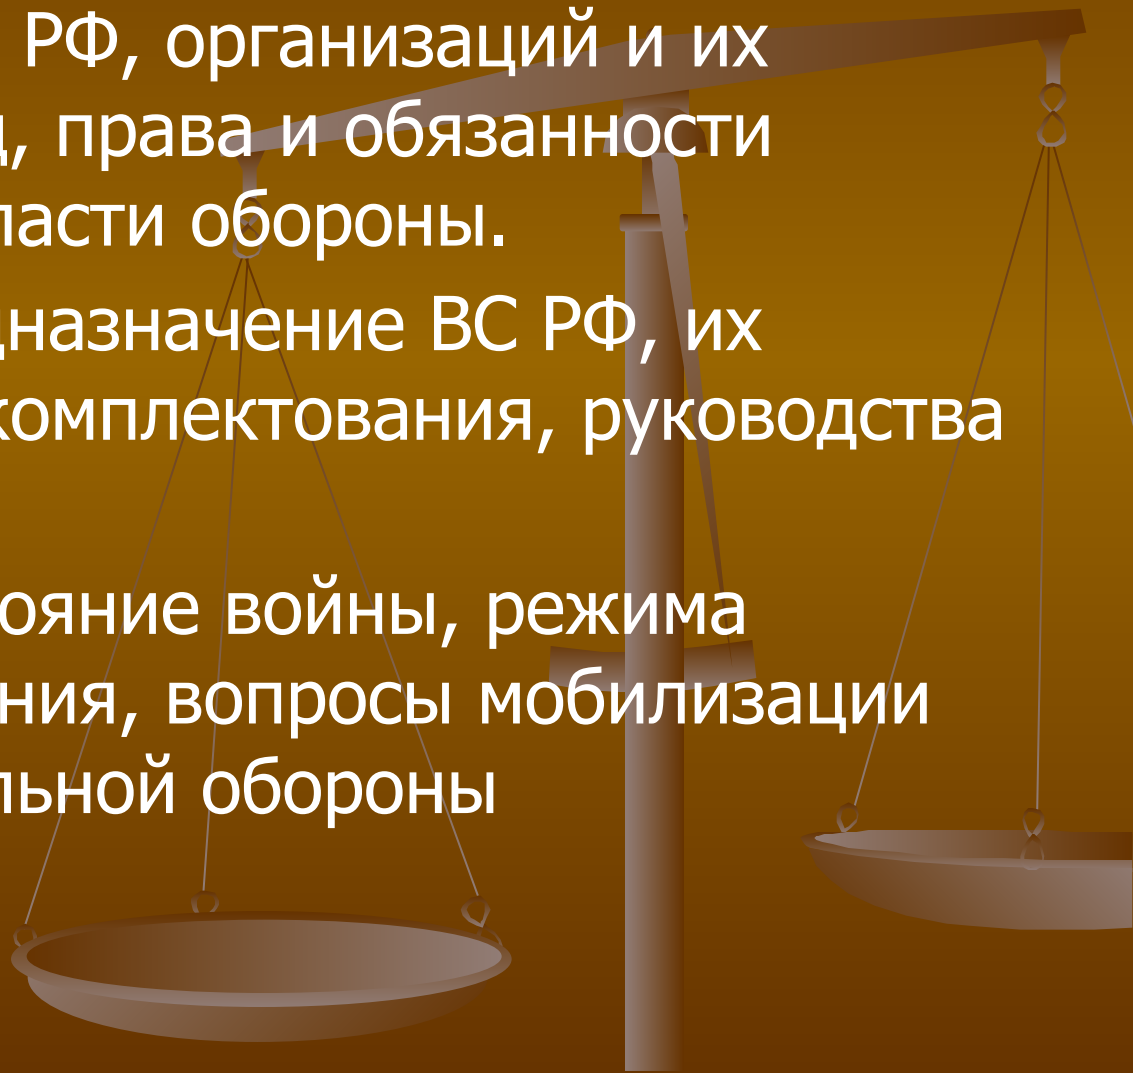 РФ, организаций и их
, права и обязанности
ласти обороны.
дназначение ВС РФ, их
комплектования, руководства
ояние войны, режима
ния, вопросы мобилизации
льной обороны